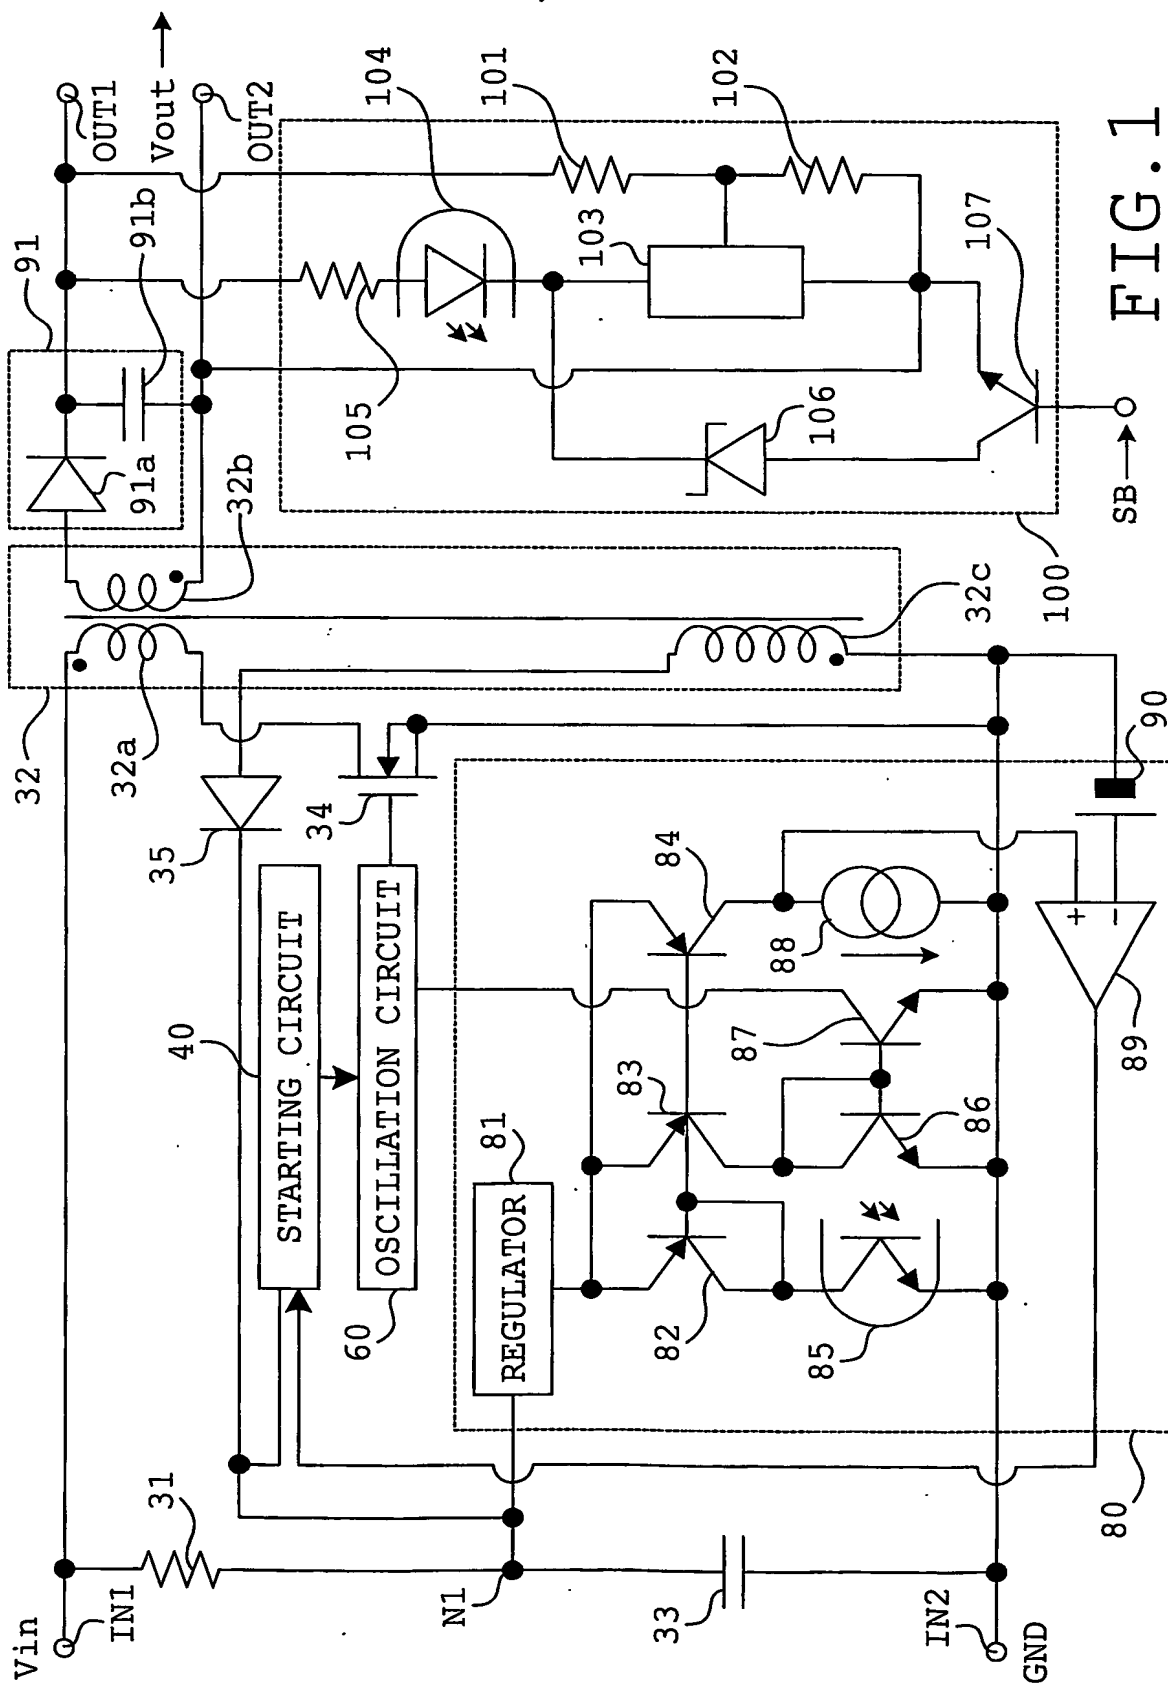 Vin
IN1
31
32
32a
35
40
STARTING CIRCUIT
60
OSCILLATION CIRCUIT
34
N1
33
IN2
GND
80
REGULATOR
81
82
83
84
85
86
87
88
89
+
-
90
32b
32c
91
91a
91b
OUT1
Vout
OUT2
100
101
102
103
104
105
106
107
SB
FIG.1